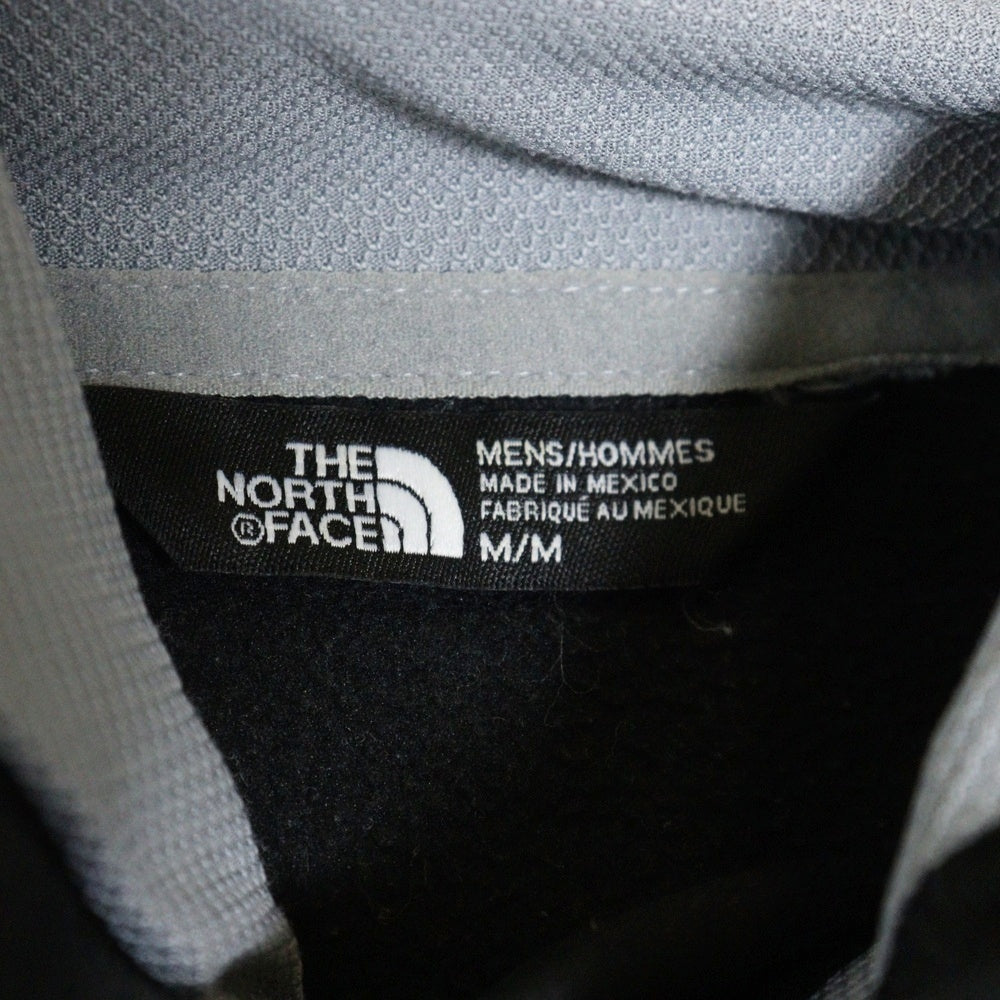 THE
NORTH
®FACE
MENS/HOMMES
MADE IN MEXICO
FABRIQUÉ AU MEXIQUE
M/M